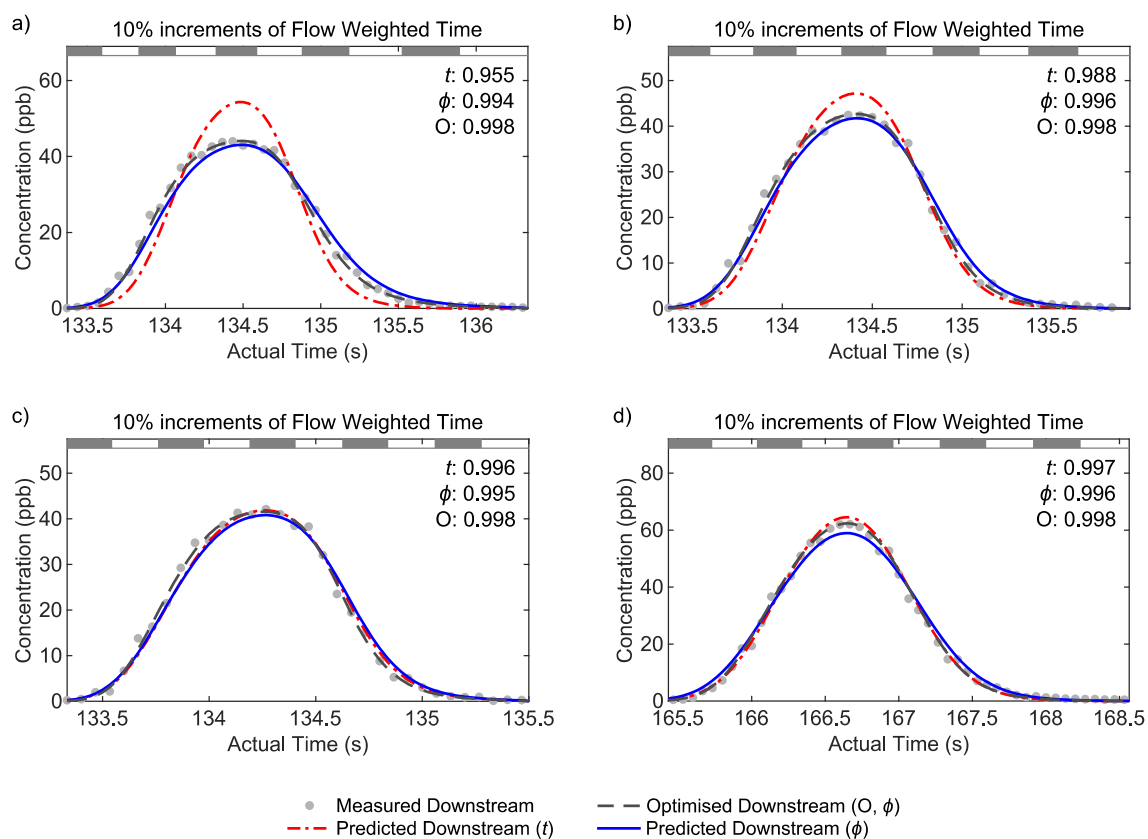 a)
10% increments of Flow Weighted Time
t: 0.955
ϕ: 0.994
O: 0.998
Concentration (ppb)
60
40
20
0
133.5 134 134.5 135 135.5 136
Actual Time (s)
b)
10% increments of Flow Weighted Time
t: 0.988
ϕ: 0.996
O: 0.998
Concentration (ppb)
50
40
30
20
10
0
133.5 134 134.5 135 135.5
Actual Time (s)
c)
10% increments of Flow Weighted Time
t: 0.996
ϕ: 0.995
O: 0.998
Concentration (ppb)
50
40
30
20
10
0
133.5 134 134.5 135 135.5
Actual Time (s)
d)
10% increments of Flow Weighted Time
t: 0.997
ϕ: 0.996
O: 0.998
Concentration (ppb)
80
60
40
20
0
165.5 166 166.5 167 167.5 168 168.5
Actual Time (s)
Measured Downstream
Optimised Downstream (O, ϕ)
Predicted Downstream (t)
Predicted Downstream (ϕ)